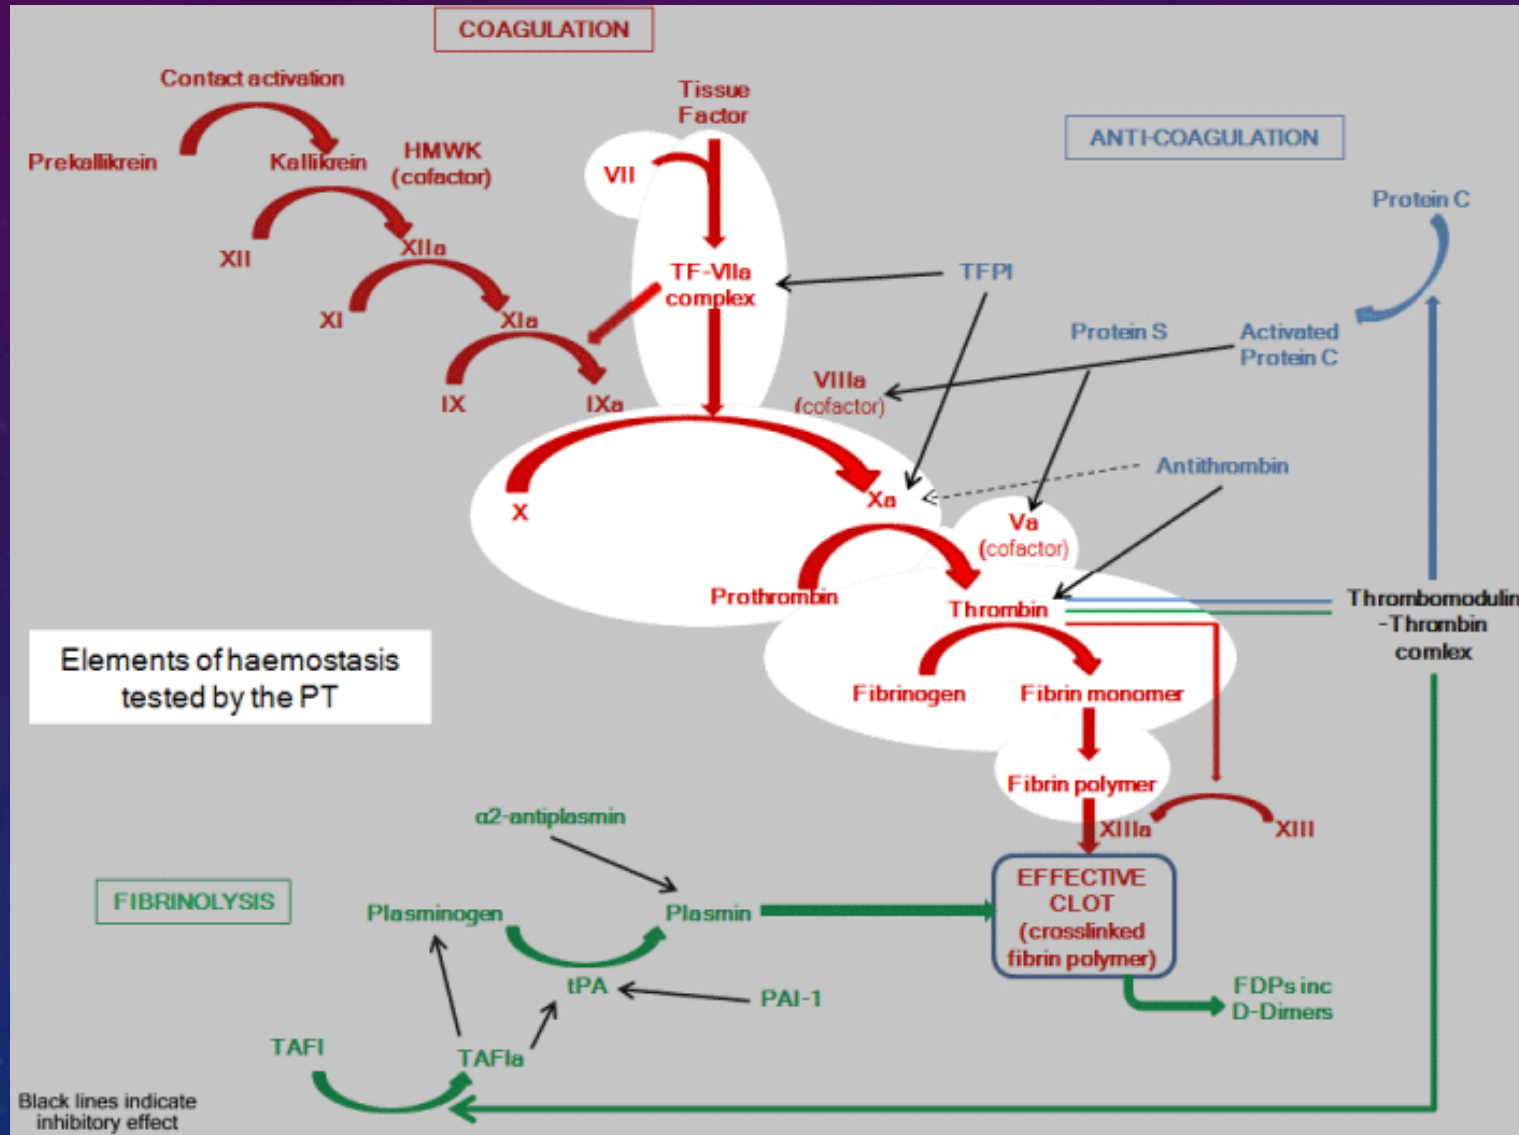 COAGULATION
Contact activation
Prekallikrein
Kallikrein
HMWK
(cofactor)
XII
XIIa
XI
XIa
IX
IXa
Tissue
Factor
VII
TF-VIIa
complex
VIIIa
(cofactor)
X
Xa
Va
(cofactor)
Prothrombin
Thrombin
Fibrinogen
Fibrin monomer
Fibrin polymer
XIIIa
XIII
EFFECTIVE
CLOT
(crosslinked
fibrin polymer)
ANTI-COAGULATION
Protein C
TFPI
Protein S
Activated
Protein C
Antithrombin
Thrombomodulin
-Thrombin
comlex
Elements of haemostasis
tested by the PT
FIBRINOLYSIS
α2-antiplasmin
Plasminogen
Plasmin
tPA
PAI-1
TAFI
TAFIa
FDPs inc
D-Dimers
Black lines indicate
inhibitory effect